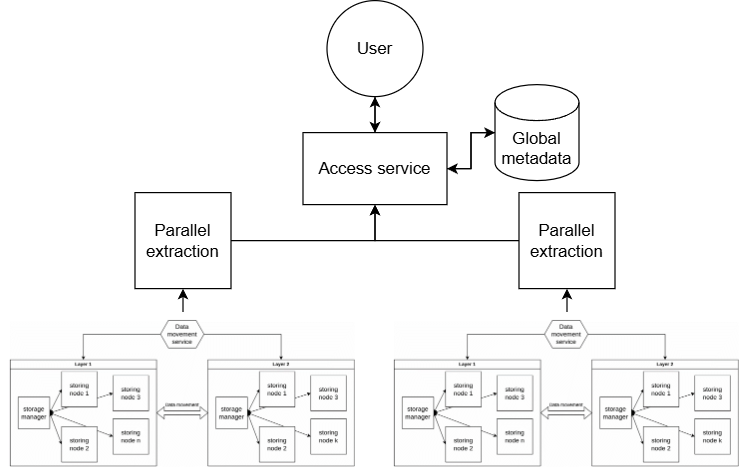 User
Global
metadata
Access service
Parallel
extraction
Parallel
extraction
Data
movement
service
Layer 1
storing
node 1
storing
node 3
storage
manager
storing
node 2
storing
node n
Data movement
Layer 2
storing
node 1
storing
node 3
storage
manager
storing
node 2
storing
node k
Data
movement
service
Layer 1
storing
node 1
storing
node 3
storage
manager
storing
node 2
storing
node n
Data movement
Layer 2
storing
node 1
storing
node 3
storage
manager
storing
node 2
storing
node k